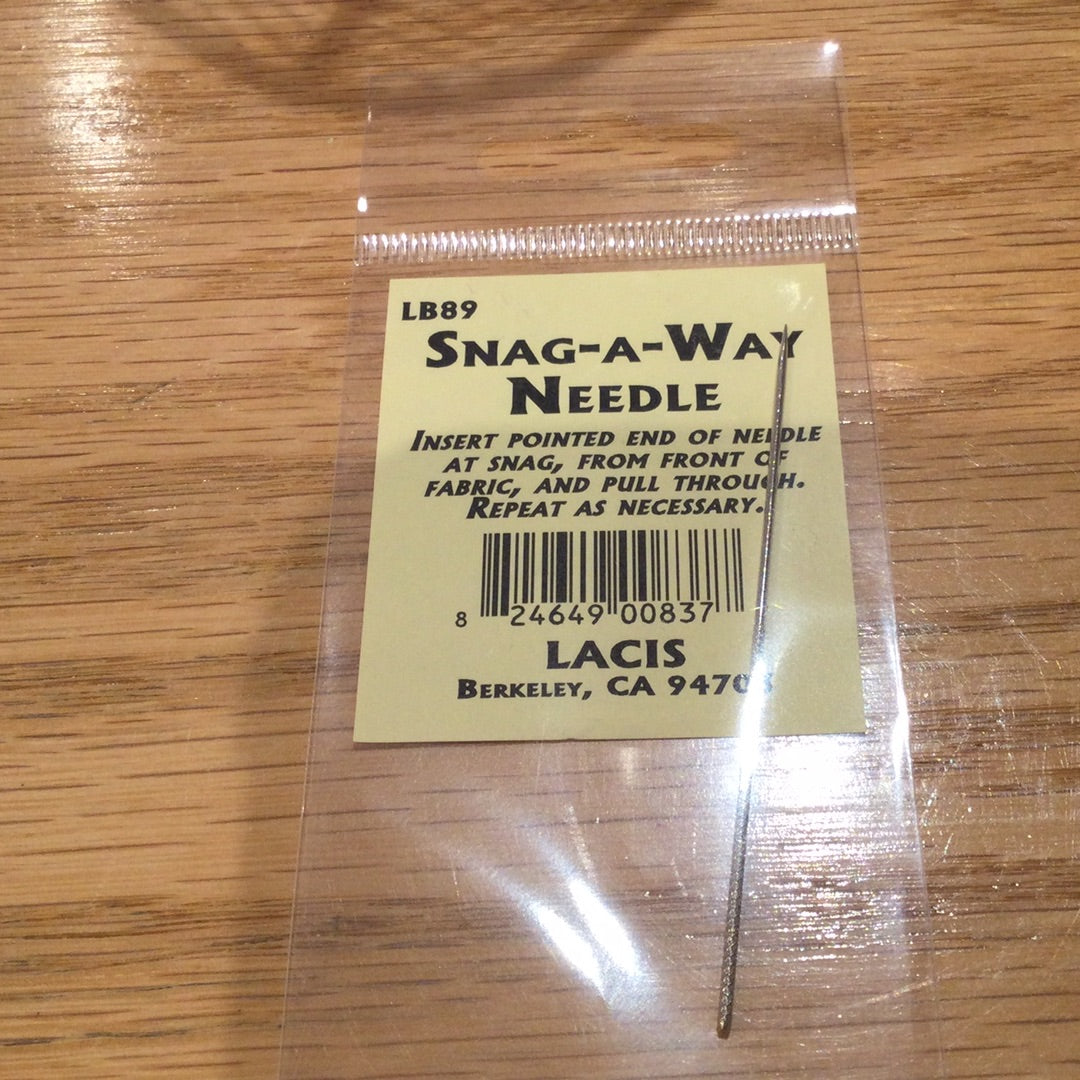 LB89
SNAG-A-WAY
NEEDLE
INSERT POINTED END OF NEEDLE
AT SNAG, FROM FRONT OF
FABRIC, AND PULL THROUGH.
REPEAT AS NECESSARY.
8 24649 00837
LACIS
BERKELEY, CA